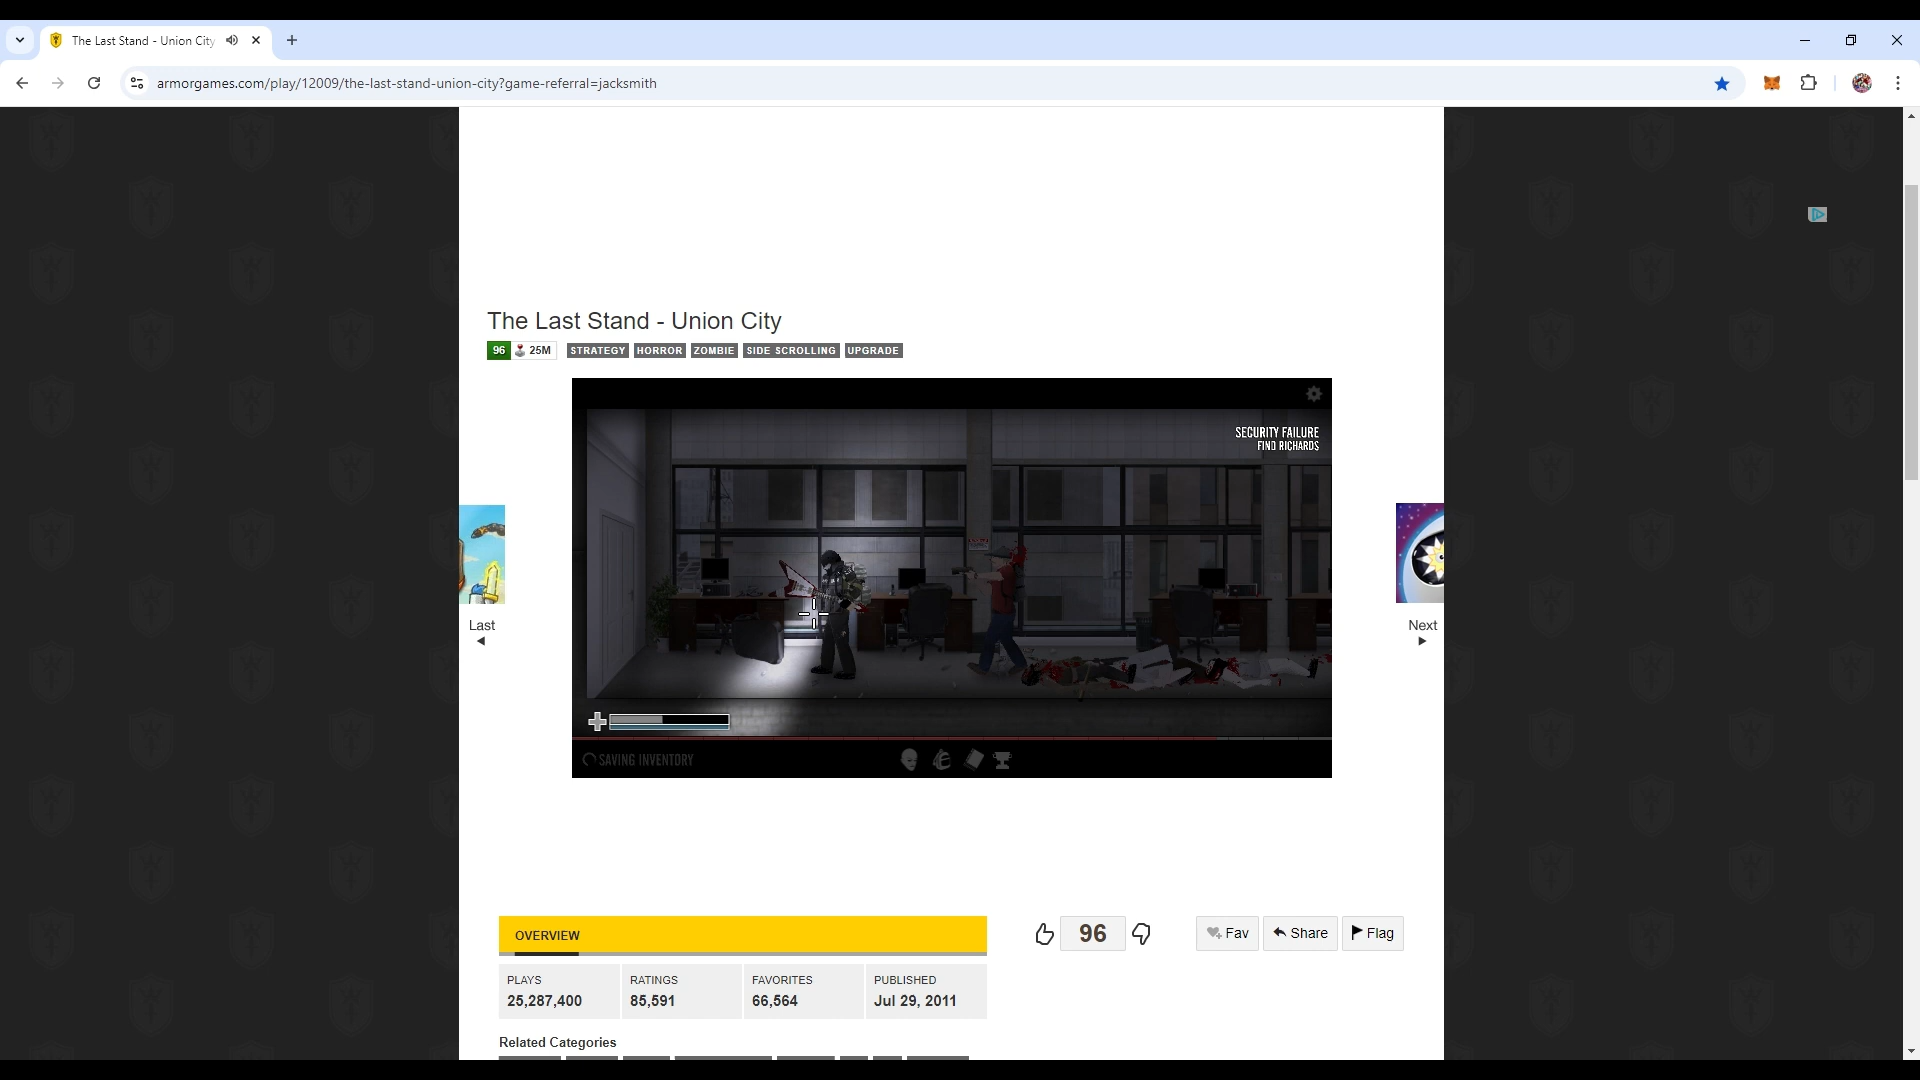 The Last Stand - Union City
armorgames.com/play/12009/the-last-stand-union-city?game-referral=jacksmith
The Last Stand - Union City
96 25M STRATEGY HORROR ZOMBIE SIDE SCROLLING UPGRADE
SECURITY FAILURE
FIND RICHARDS
Last
Next
SAVING INVENTORY
OVERVIEW
96
Fav
Share
Flag
PLAYS RATINGS FAVORITES PUBLISHED
25,287,400 85,591 66,564 Jul 29, 2011
Related Categories